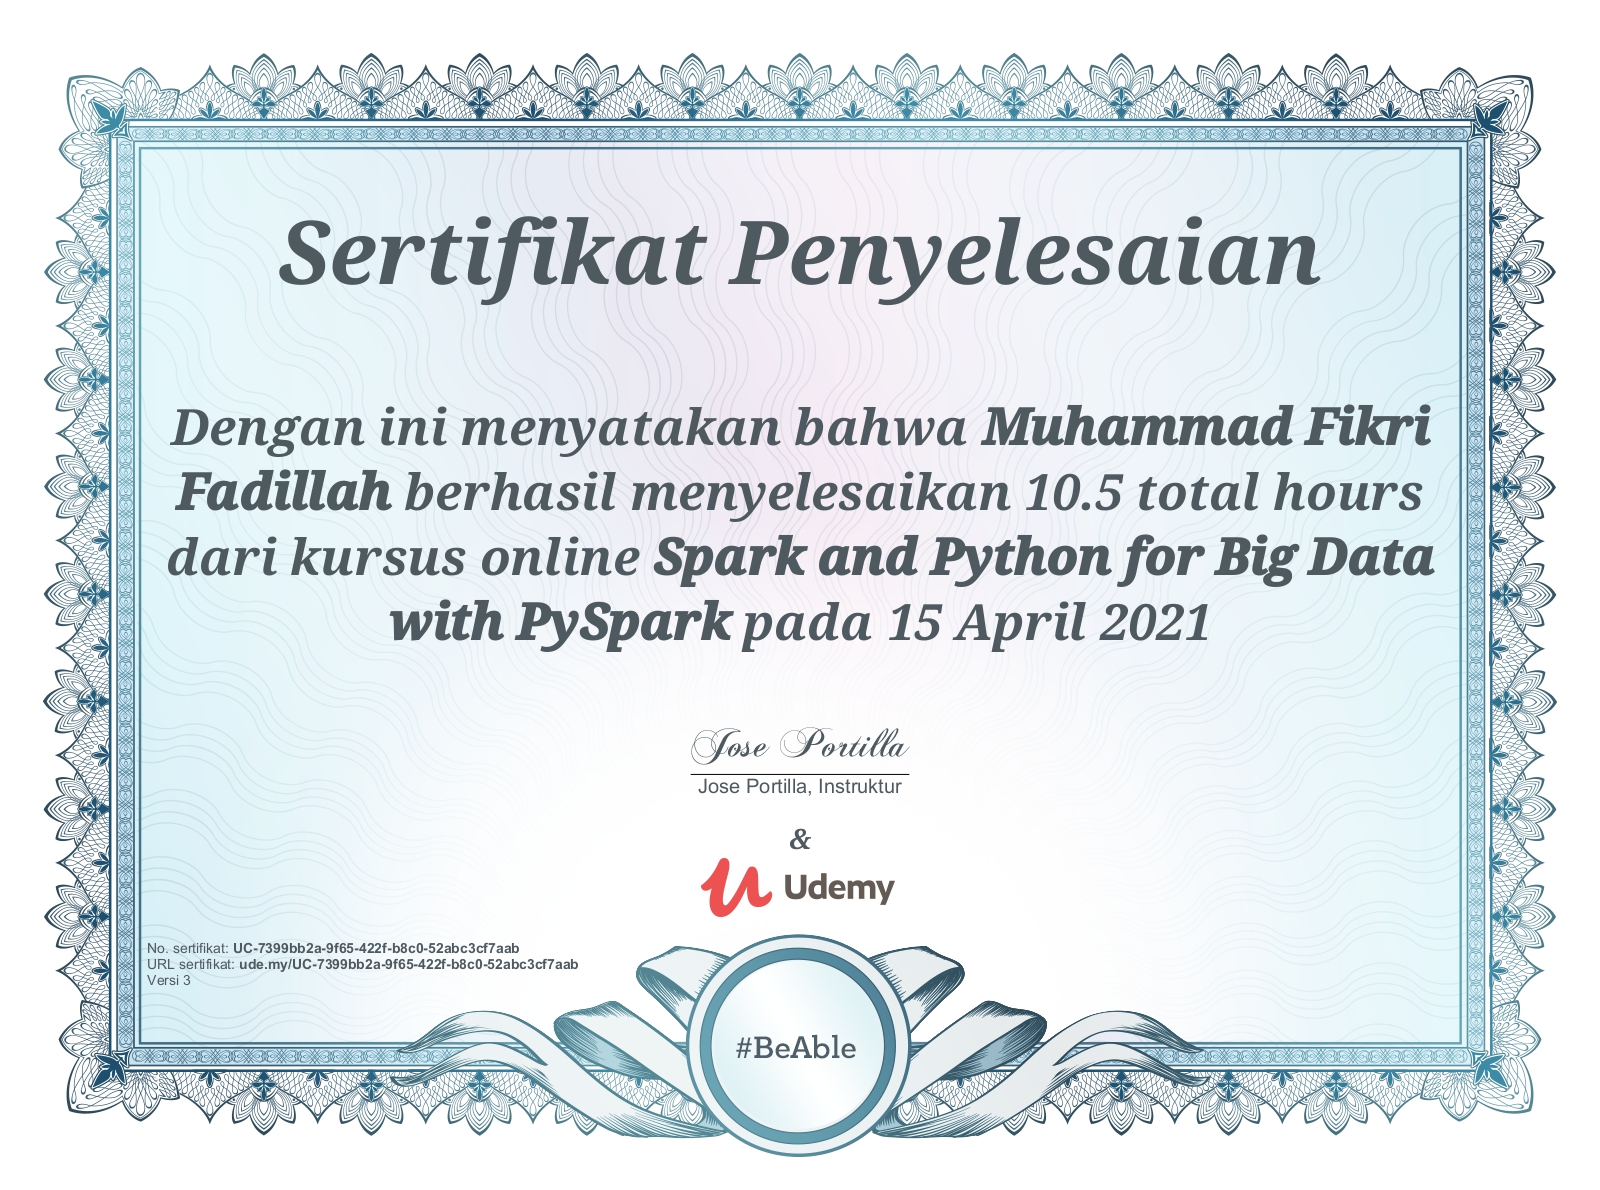 Sertifikat Penyelesaian
Dengan ini menyatakan bahwa Muhammad Fikri
Fadillah berhasil menyelesaikan 10.5 total hours
dari kursus online Spark and Python for Big Data
with PySpark pada 15 April 2021
Jose Portilla
Jose Portilla, Instruktur
&
Udemy
No. sertifikat: UC-7399bb2a-9f65-422f-b8c0-52abc3cf7aab
URL sertifikat: ude.my/UC-7399bb2a-9f65-422f-b8c0-52abc3cf7aab
Versi 3
#BeAble